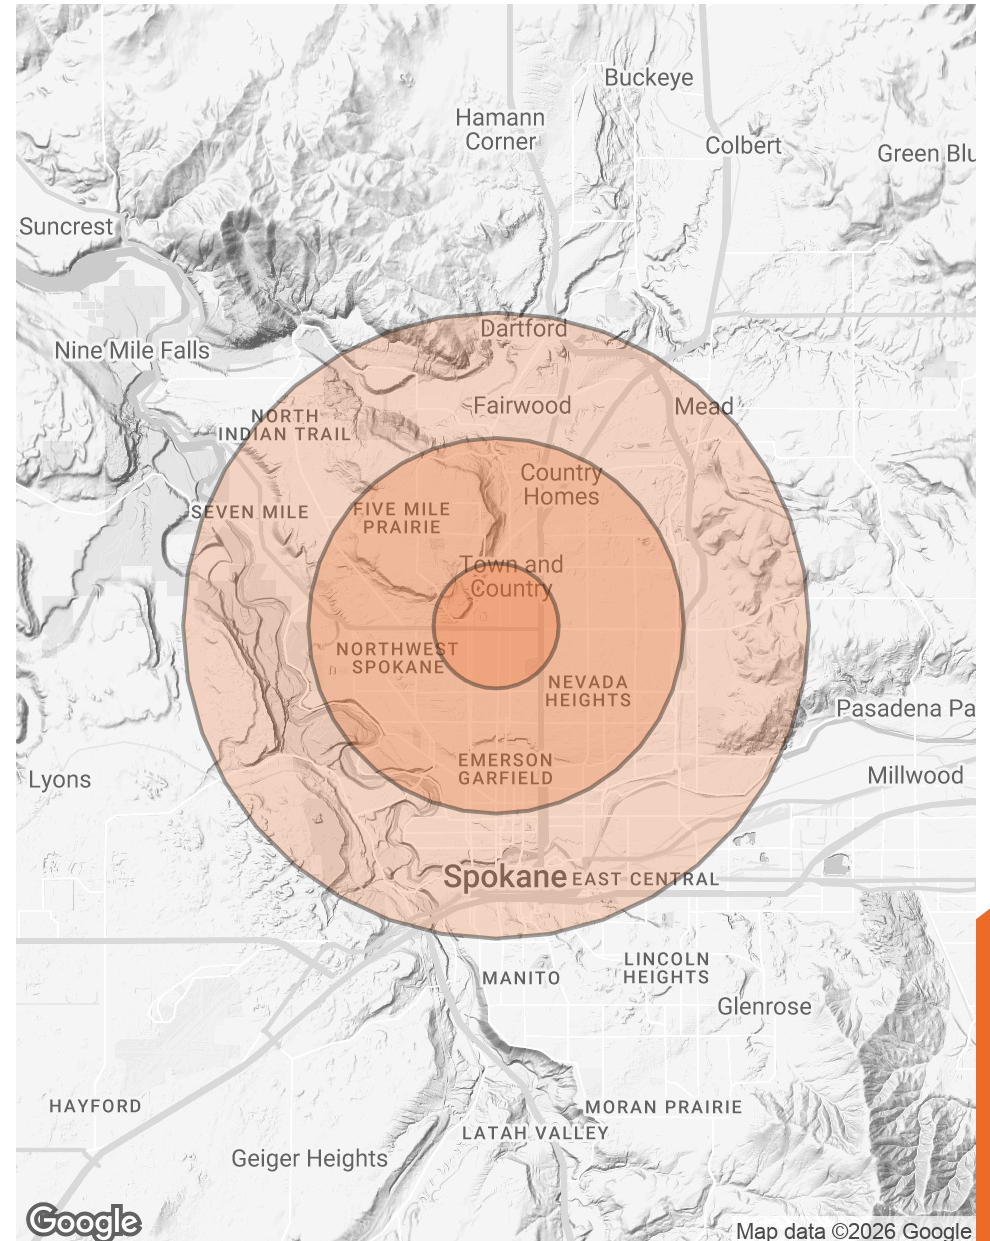 Buckeye
Hamann
Corner
Colbert
Green Blu
Suncrest
Dartford
Nine Mile Falls
Fairwood
Mead
NORTH
INDIAN TRAIL
Country
Homes
SEVEN MILE
FIVE MILE
PRAIRIE
Town and
Country
NORTHWEST
SPOKANE
NEVADA
HEIGHTS
Pasadena Pa
EMERSON
GARFIELD
Lyons
Millwood
Spokane
EAST CENTRAL
MANITO
LINCOLN
HEIGHTS
Glenrose
HAYFORD
MORAN PRAIRIE
LATAH VALLEY
Geiger Heights
Google
Map data ©2026 Google